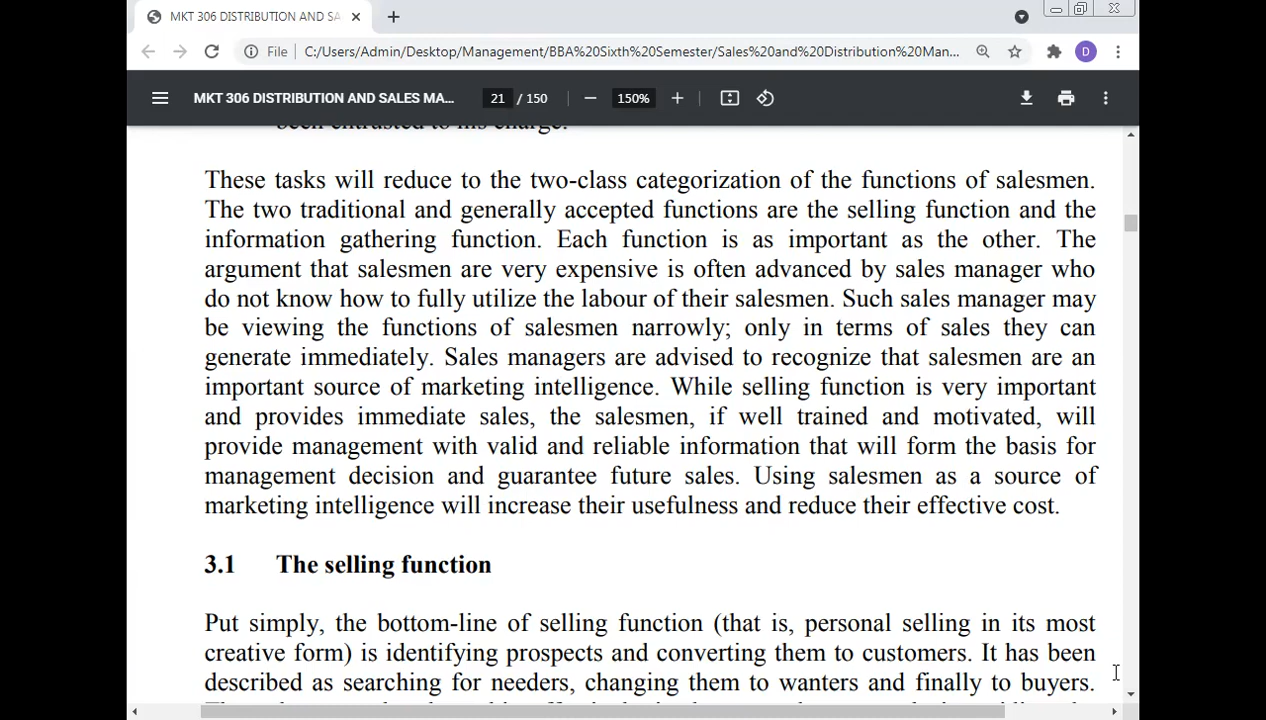 MKT 306 DISTRIBUTION AND SA
File
C:/Users/Admin/Desktop/Management/BBA%20Sixth%20Semester/Sales%20and%20Distribution%20Man...
D
MKT 306 DISTRIBUTION AND SALES MA...
21 / 150
150%
been entrusted to his charge.
These tasks will reduce to the two-class categorization of the functions of salesmen.
The two traditional and generally accepted functions are the selling function and the
information gathering function. Each function is as important as the other. The
argument that salesmen are very expensive is often advanced by sales manager who
do not know how to fully utilize the labour of their salesmen. Such sales manager may
be viewing the functions of salesmen narrowly; only in terms of sales they can
generate immediately. Sales managers are advised to recognize that salesmen are an
important source of marketing intelligence. While selling function is very important
and provides immediate sales, the salesmen, if well trained and motivated, will
provide management with valid and reliable information that will form the basis for
management decision and guarantee future sales. Using salesmen as a source of
marketing intelligence will increase their usefulness and reduce their effective cost.
3.1 The selling function
Put simply, the bottom-line of selling function (that is, personal selling in its most
creative form) is identifying prospects and converting them to customers. It has been
described as searching for needers, changing them to wanters and finally to buyers.